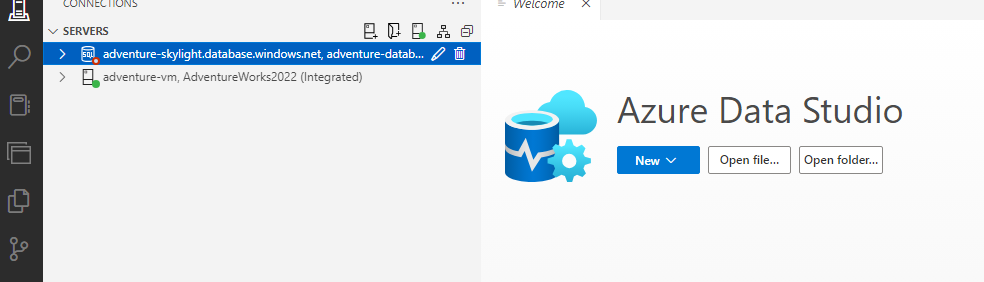 CONNECTIONS
Welcome
SERVERS
adventure-skylight.database.windows.net, adventure-datab...
adventure-vm, AdventureWorks2022 (Integrated)
Azure Data Studio
New
Open file...
Open folder...